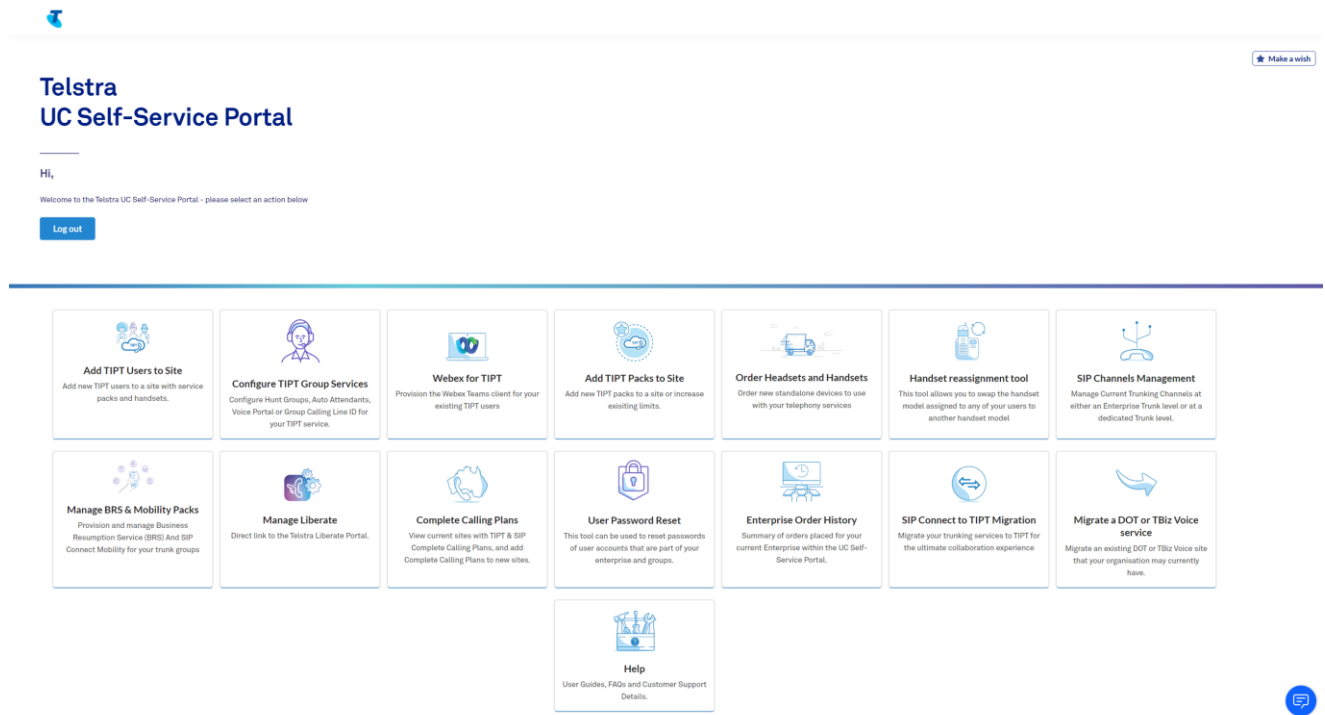 Make a wish
Telstra
UC Self-Service Portal
Hi,
Welcome to the Telstra UC Self-Service Portal - please select an action below
Log out
Add TIPT Users to Site
Add new TIPT users to a site with service
packs and handsets.
Configure TIPT Group Services
Configure Hunt Groups, Auto Attendants,
Voice Portal or Group Calling Line ID for
your TIPT service.
Webex for TIPT
Provision the Webex Teams client for your
existing TIPT users
Add TIPT Packs to Site
Add new TIPT packs to a site or increase
exisiting limits.
Order Headsets and Handsets
Order new standalone devices to use
with your telephony services
Handset reassignment tool
This tool allows you to swap the handset
model assigned to any of your users to
another handset model
SIP Channels Management
Manage Current Trunking Channels at
either an Enterprise Trunk level or at a
dedicated Trunk level.
Manage BRS & Mobility Packs
Provision and manage Business
Resumption Service (BRS) And SIP
Connect Mobility for your trunk groups
Manage Liberate
Direct link to the Telstra Liberate Portal.
Complete Calling Plans
View current sites with TIPT & SIP
Complete Calling Plans, and add
Complete Calling Plans to new sites.
User Password Reset
This tool can be used to reset passwords
of user accounts that are part of your
enterprise and groups.
Enterprise Order History
Summary of orders placed for your
current Enterprise within the UC Self-
Service Portal.
SIP Connect to TIPT Migration
Migrate your trunking services to TIPT for
the ultimate collaboration experience
Migrate a DOT or TBiz Voice
service
Migrate an existing DOT or TBiz Voice site
that your organisation may currently
have.
Help
User Guides, FAQs and Customer Support
Details.